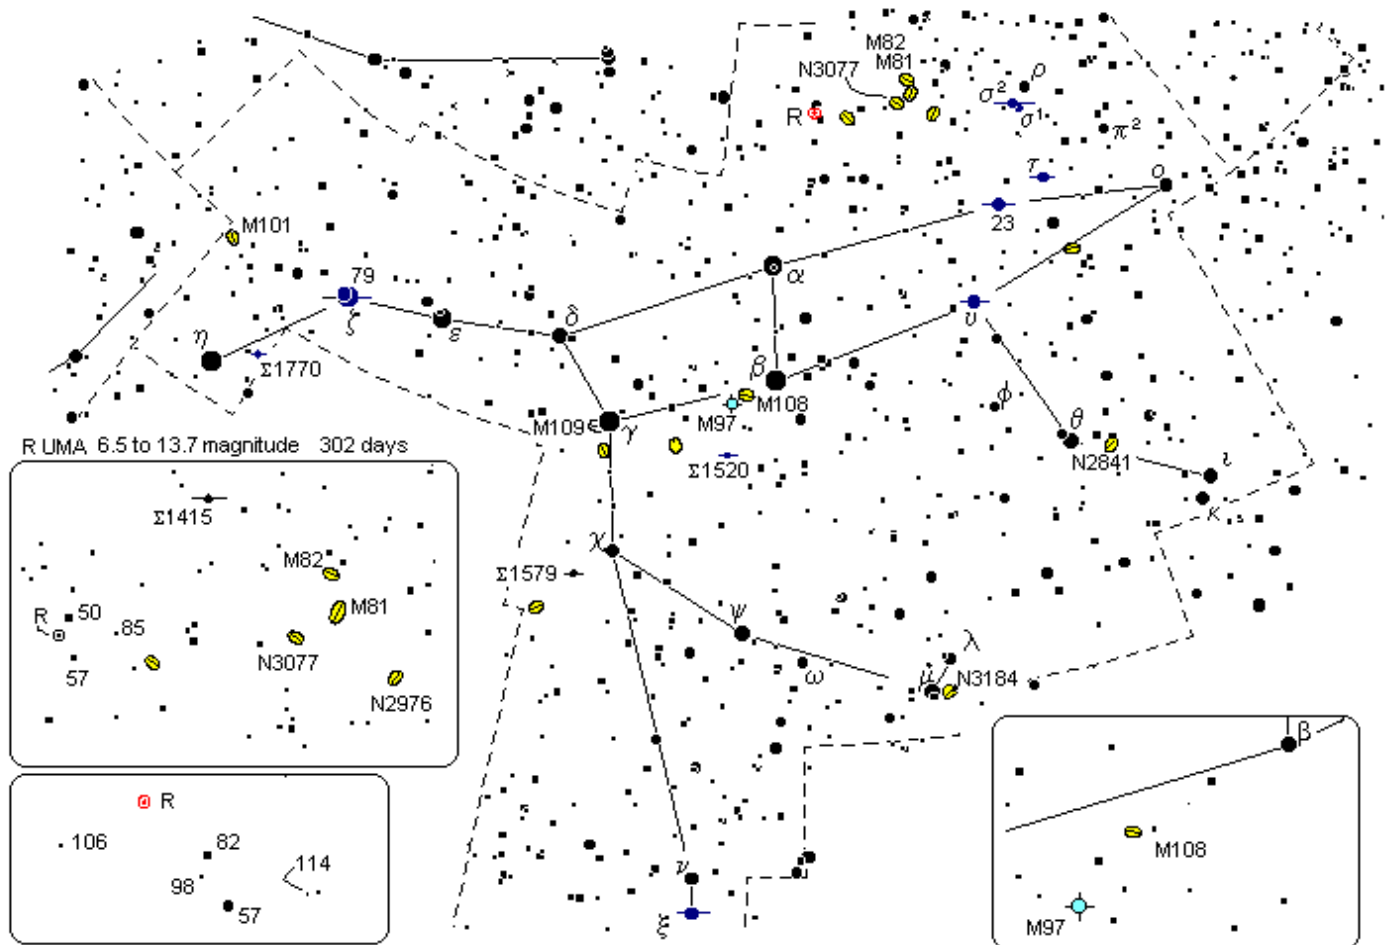 M82
M81
N3077
ρ
σ²
σ¹
R
π²
τ
ο
23
M101
79
α
ζ
ε
δ
υ
η
Σ1770
β
M108
M97
φ
θ
M109
γ
N2841
Σ1520
ι
κ
R UMA 6.5 to 13.7 magnitude 302 days
Σ1415
M82
M81
50
R
85
N3077
57
N2976
χ
Σ1579
ψ
λ
ω
μ
N3184
β
M108
M97
R
106
82
114
98
57
ν
ξ